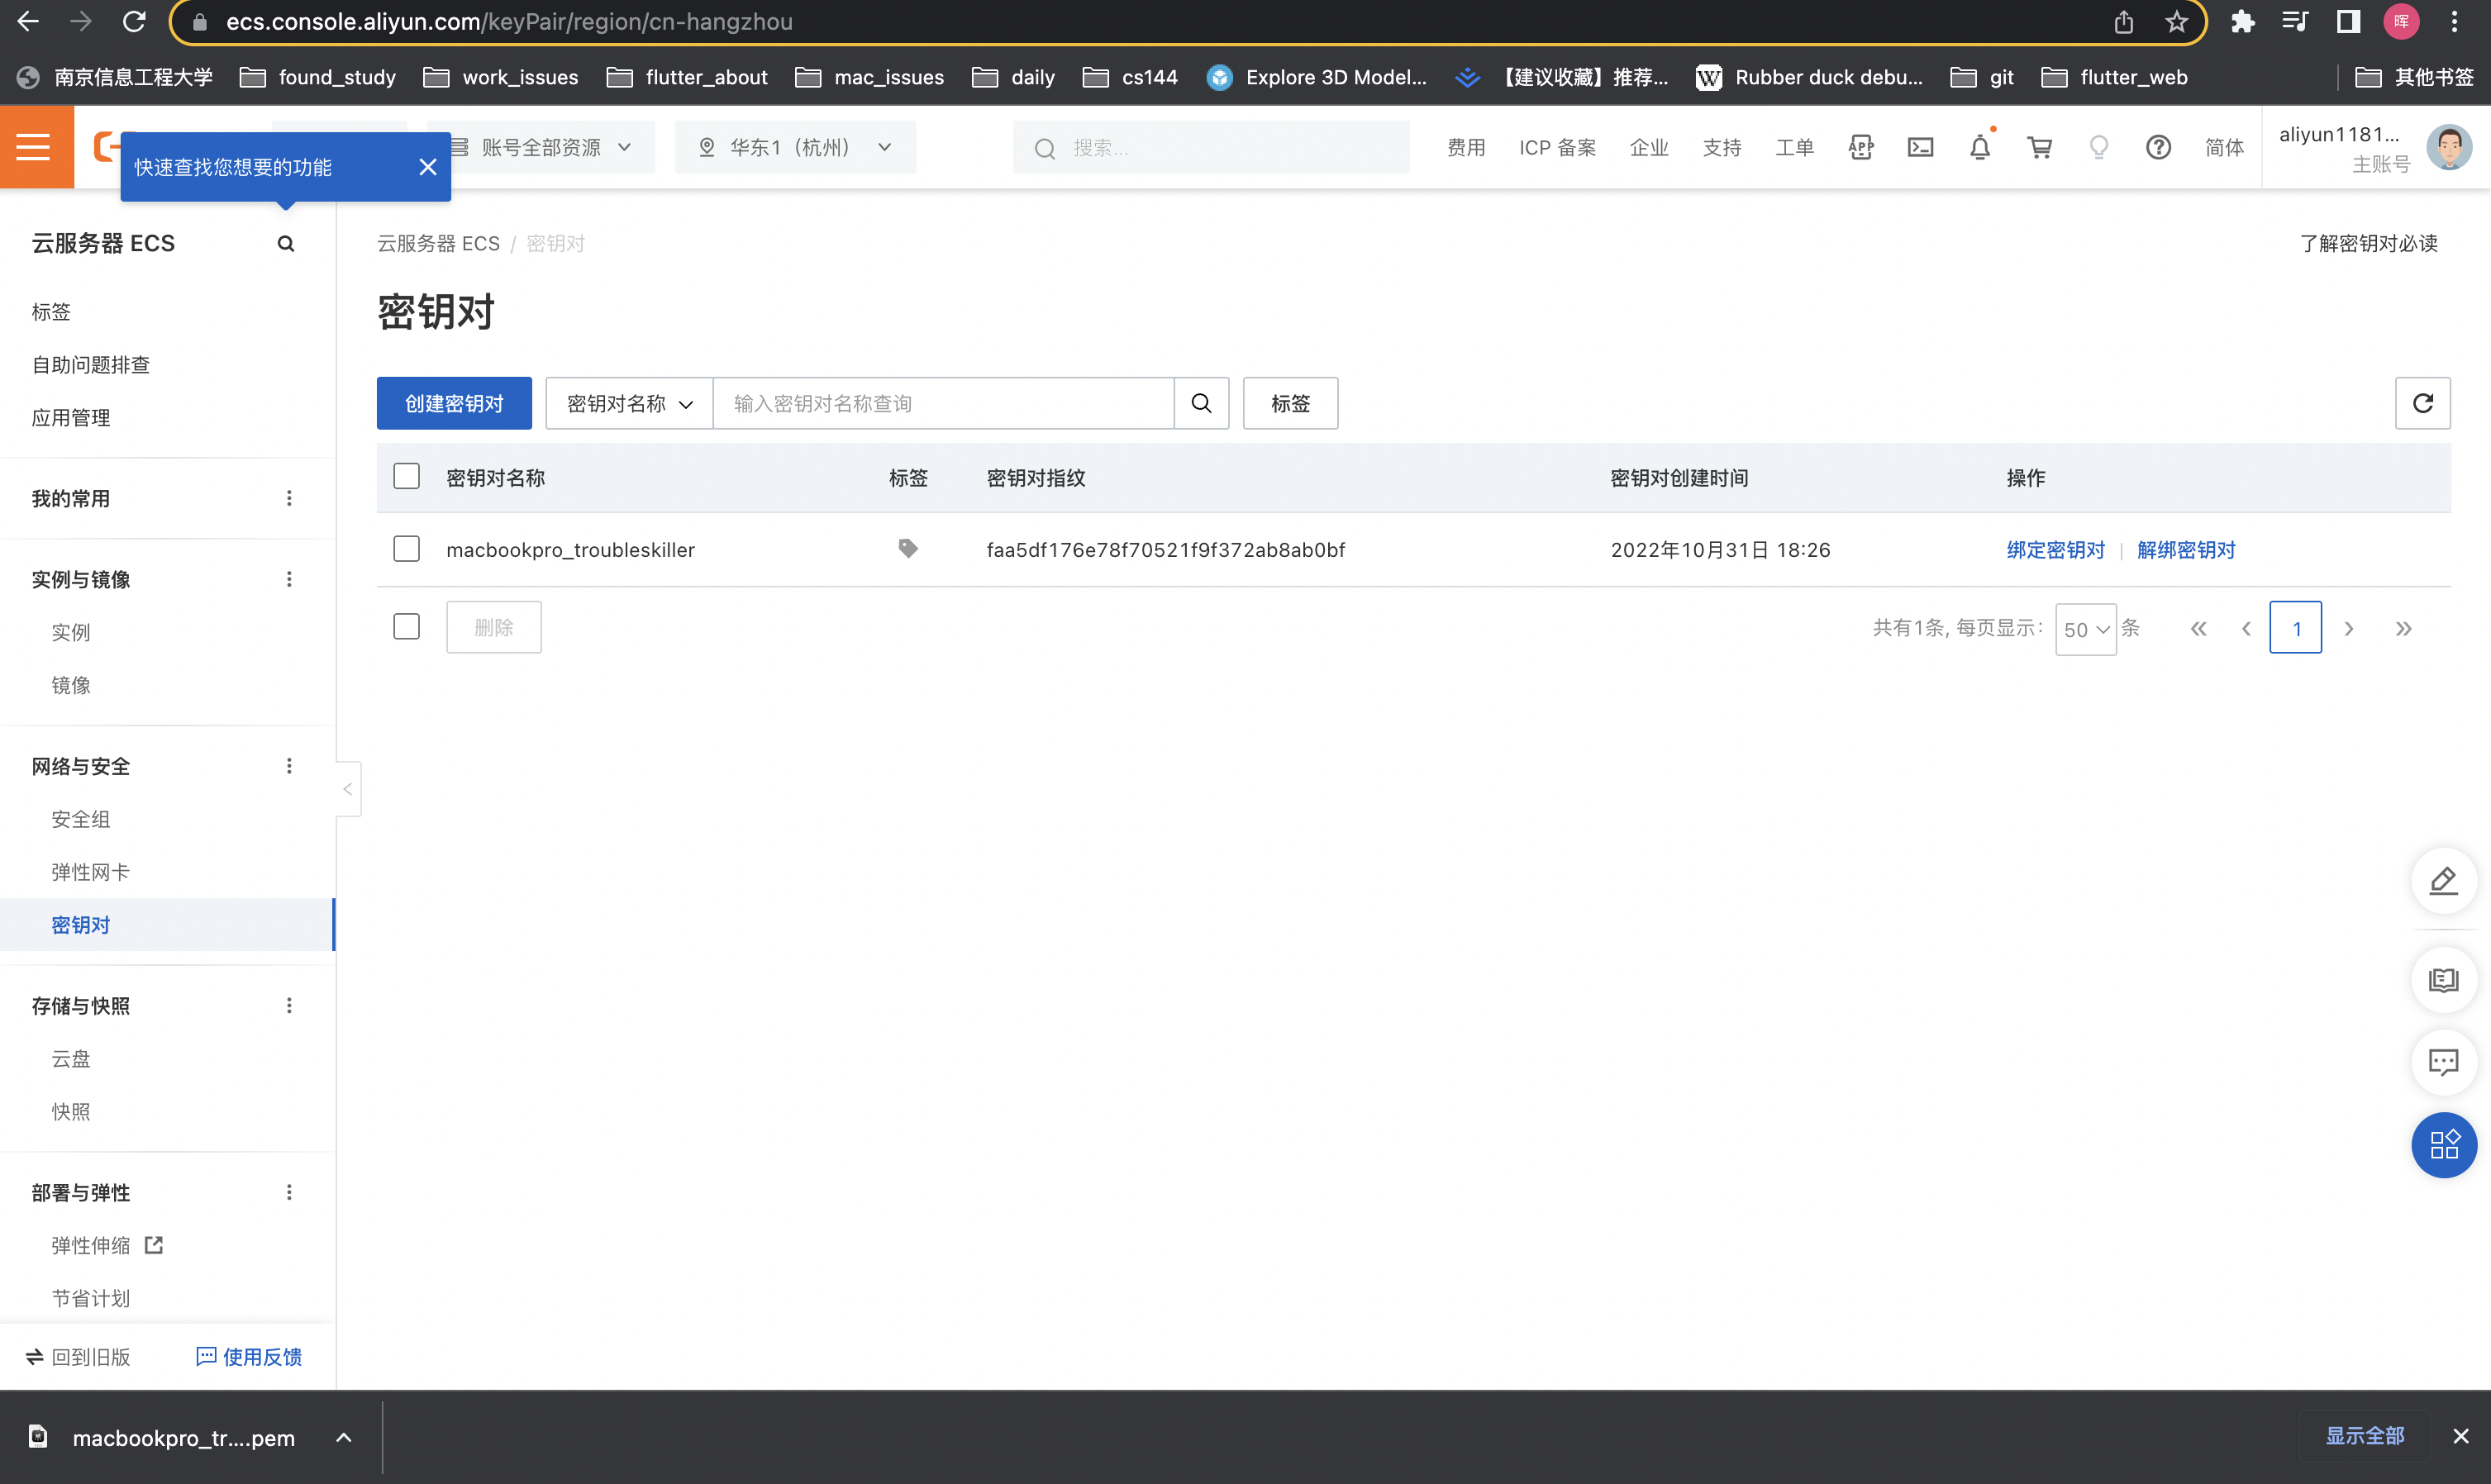 ecs.console.aliyun.com/keyPair/region/cn-hangzhou
晖
南京信息工程大学 found_study work_issues flutter_about mac_issues daily cs144 Explore 3D Model... 【建议收藏】推荐... Rubber duck debu... git flutter_web 其他书签
快速查找您想要的功能
账号全部资源 华东1（杭州） 搜索... 费用 ICP 备案 企业 支持 工单 APP 简体 aliyun1181...
主账号
云服务器 ECS
标签
自助问题排查
应用管理
我的常用
实例与镜像
实例
镜像
网络与安全
安全组
弹性网卡
密钥对
存储与快照
云盘
快照
部署与弹性
弹性伸缩
节省计划
回到旧版 使用反馈
云服务器 ECS / 密钥对 了解密钥对必读
密钥对
创建密钥对 密钥对名称 输入密钥对名称查询 标签
密钥对名称 标签 密钥对指纹 密钥对创建时间 操作
macbookpro_troubleskiller faa5df176e78f70521f9f372ab8ab0bf 2022年10月31日 18:26 绑定密钥对 | 解绑密钥对
删除 共有1条, 每页显示: 50 条 1
macbookpro_tr....pem 显示全部